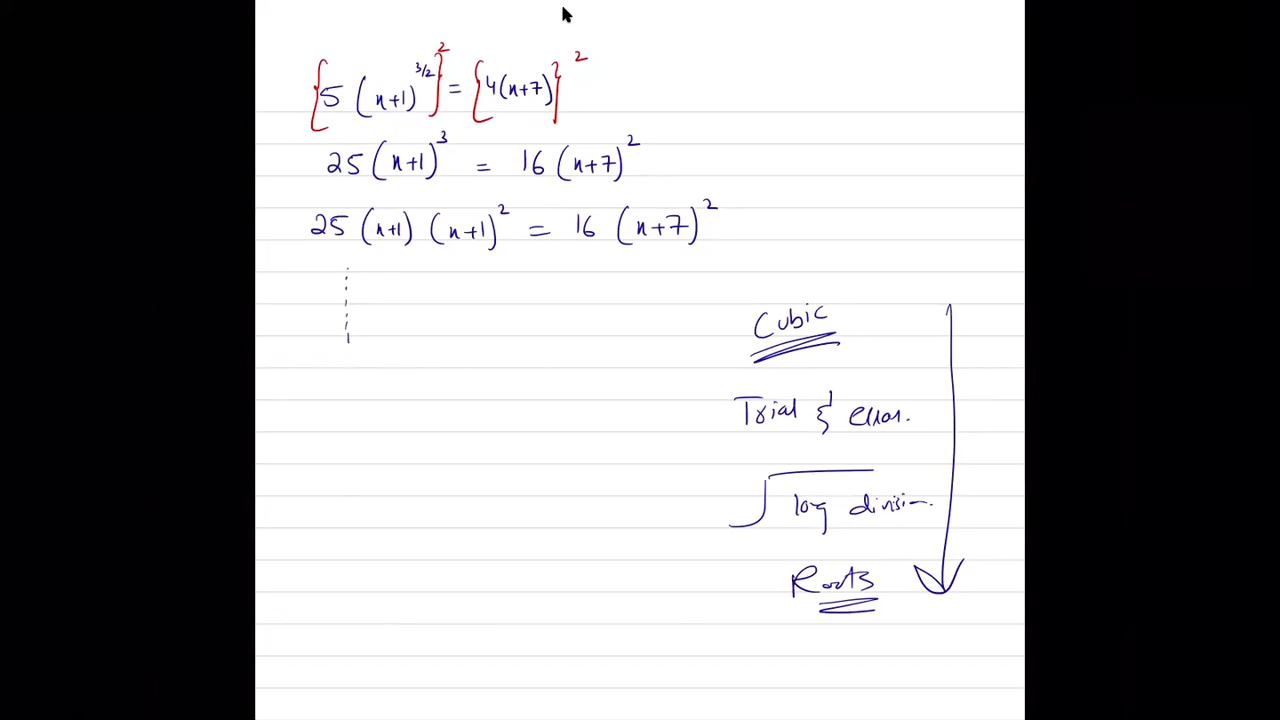 {5(n+1)^{3/2}}^2 = {4(n+7)}^2
25(n+1)^3 = 16(n+7)^2
25(n+1)(n+1)^2 = 16(n+7)^2
Cubic
Trial & error.
long division.
Roots